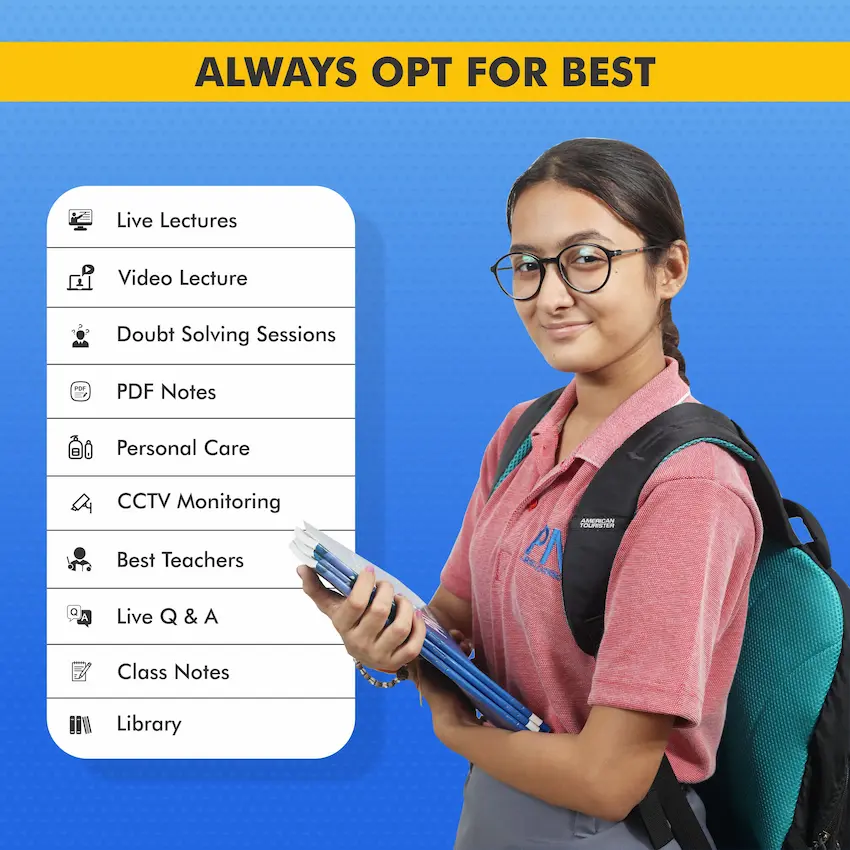 ALWAYS OPT FOR BEST
Live Lectures
Video Lecture
Doubt Solving Sessions
PDF
PDF Notes
Personal Care
CCTV Monitoring
Best Teachers
Q
A
Live Q & A
Class Notes
Library
AMERICAN
TOURISTER